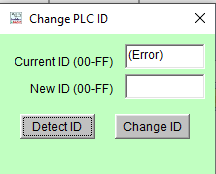 Change PLC ID
Current ID (00-FF) (Error)
New ID (00-FF)
Detect ID Change ID